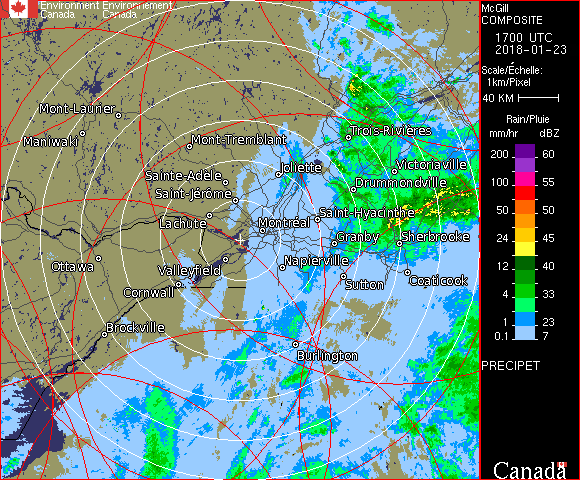 Environment Environnement
Canada Canada
McGill
COMPOSITE
1700 UTC
2018-01-23
Scale/Échelle:
1km/Pixel
40 KM
Rain/Pluie
mm/hr dBZ
200 60
100 55
50 50
24 45
12 40
4 33
1 23
0.1 7
PRECIPET
Canada
Mont-Laurier
Maniwaki
Mont-Tremblant
Trois-Rivières
Joliette
Victoriaville
Sainte-Adèle
Drummondville
Saint-Jérôme
Lachute
Montréal
Saint-Hyacinthe
Granby
Sherbrooke
Ottawa
Valleyfield
Napierville
Cornwall
Sutton
Coaticook
Brockville
Burlington